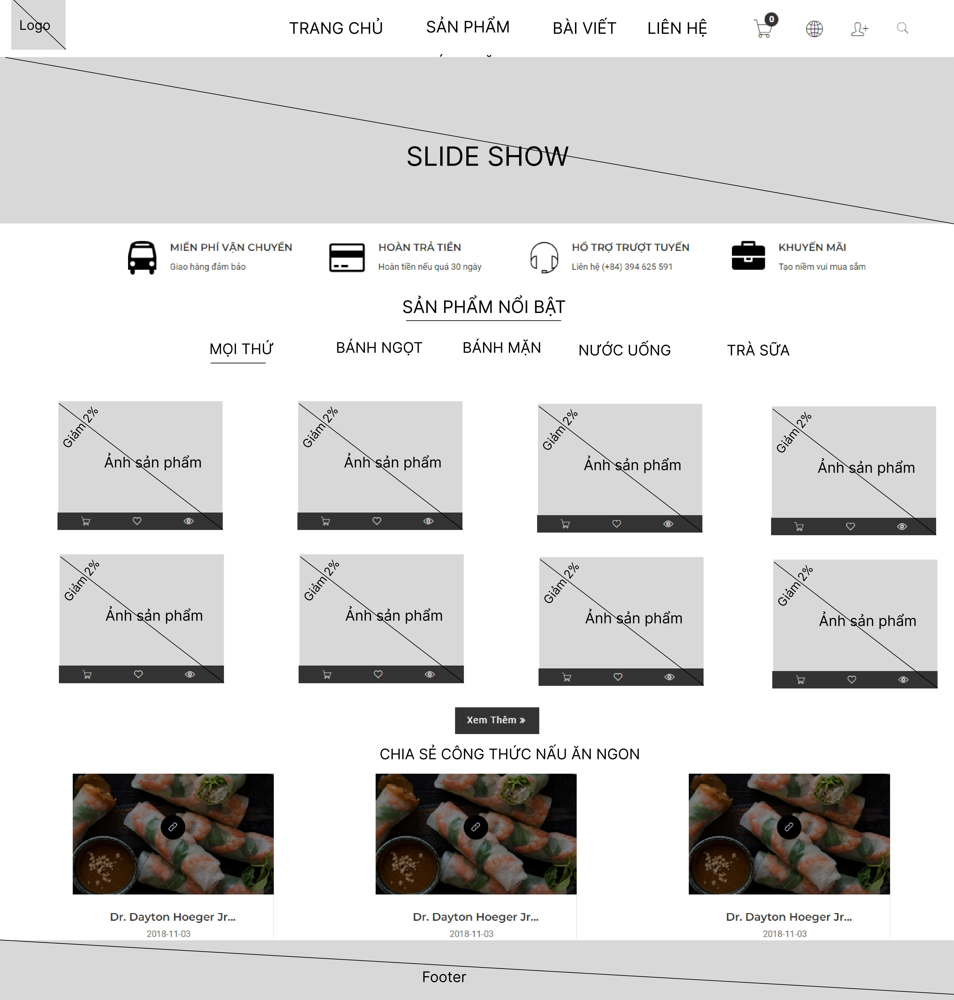 Logo
TRANG CHỦ
SẢN PHẨM
BÀI VIẾT
LIÊN HỆ
0
SLIDE SHOW
MIỂN PHÍ VẬN CHUYỂN
Giao hàng đảm bảo
HOÀN TRẢ TIỀN
Hoàn tiền nếu quá 30 ngày
HỔ TRỢ TRƯỢT TUYẾN
Liên hệ (+84) 394 625 591
KHUYẾN MÃI
Tạo niềm vui mua sắm
SẢN PHẨM NỔI BẬT
MỌI THỨ
BÁNH NGỌT
BÁNH MẶN
NƯỚC UỐNG
TRÀ SỮA
Giảm 2%
Ảnh sản phẩm
Giảm 2%
Ảnh sản phẩm
Giảm 2%
Ảnh sản phẩm
Giảm 2%
Ảnh sản phẩm
Giảm 2%
Ảnh sản phẩm
Giảm 2%
Ảnh sản phẩm
Giảm 2%
Ảnh sản phẩm
Giảm 2%
Ảnh sản phẩm
Xem Thêm »
CHIA SẺ CÔNG THỨC NẤU ĂN NGON
Dr. Dayton Hoeger Jr...
2018-11-03
Dr. Dayton Hoeger Jr...
2018-11-03
Dr. Dayton Hoeger Jr...
2018-11-03
Footer